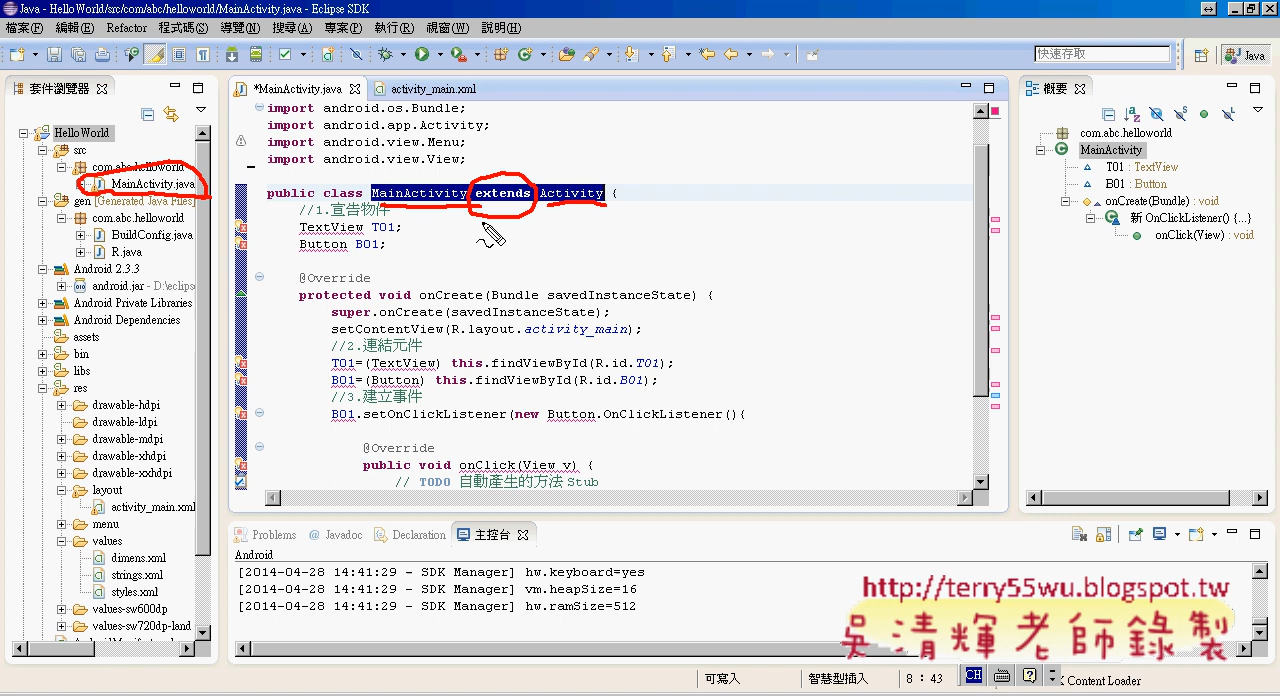 Java - HelloWorld/src/com/abc/helloworld/MainActivity.java - Eclipse SDK
檔案(F) 編輯(E) Refactor 程式碼(S) 導覽(N) 搜尋(A) 專案(P) 執行(R) 視窗(W) 說明(H)
快速存取
Java
套件瀏覽器
HelloWorld
src
com.abc.helloworld
MainActivity.java
gen [Generated Java Files]
com.abc.helloworld
BuildConfig.java
R.java
Android 2.3.3
android.jar - D:\eclipse
Android Private Libraries
Android Dependencies
assets
bin
libs
res
drawable-hdpi
drawable-ldpi
drawable-mdpi
drawable-xhdpi
drawable-xxhdpi
layout
activity_main.xml
menu
values
dimens.xml
strings.xml
styles.xml
values-sw600dp
values-sw720dp-land
*MainActivity.java
activity_main.xml
import android.os.Bundle;
import android.app.Activity;
import android.view.Menu;
import android.view.View;
public class MainActivity extends Activity {
//1.宣告物件
TextView T01;
Button B01;
@Override
protected void onCreate(Bundle savedInstanceState) {
super.onCreate(savedInstanceState);
setContentView(R.layout.activity_main);
//2.連結元件
T01=(TextView) this.findViewById(R.id.T01);
B01=(Button) this.findViewById(R.id.B01);
//3.建立事件
B01.setOnClickListener(new Button.OnClickListener(){
@Override
public void onClick(View v) {
// TODO 自動產生的方法 Stub
概要
com.abc.helloworld
MainActivity
T01 : TextView
B01 : Button
onCreate(Bundle) : void
新 OnClickListener() {...}
onClick(View) : void
Problems @ Javadoc Declaration 主控台
Android
[2014-04-28 14:41:29 - SDK Manager] hw.keyboard=yes
[2014-04-28 14:41:29 - SDK Manager] vm.heapSize=16
[2014-04-28 14:41:29 - SDK Manager] hw.ramSize=512
http://terry55wu.blogspot.tw
吳清輝老師錄製
可寫入 智慧型插入 8 : 43 CH
Content Loader